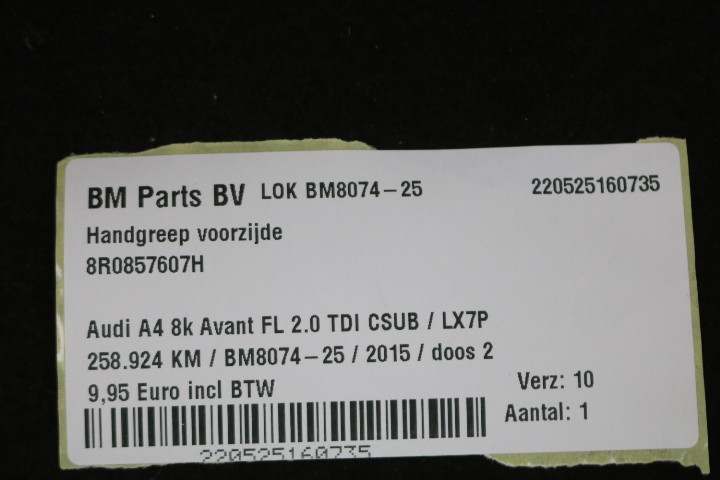 BM Parts BV LOK BM8074-25 220525160735
Handgreep voorzijde
8R0857607H
Audi A4 8k Avant FL 2.0 TDI CSUB / LX7P
258.924 KM / BM8074-25 / 2015 / doos 2
9,95 Euro incl BTW Verz: 10
Aantal: 1
220525160735